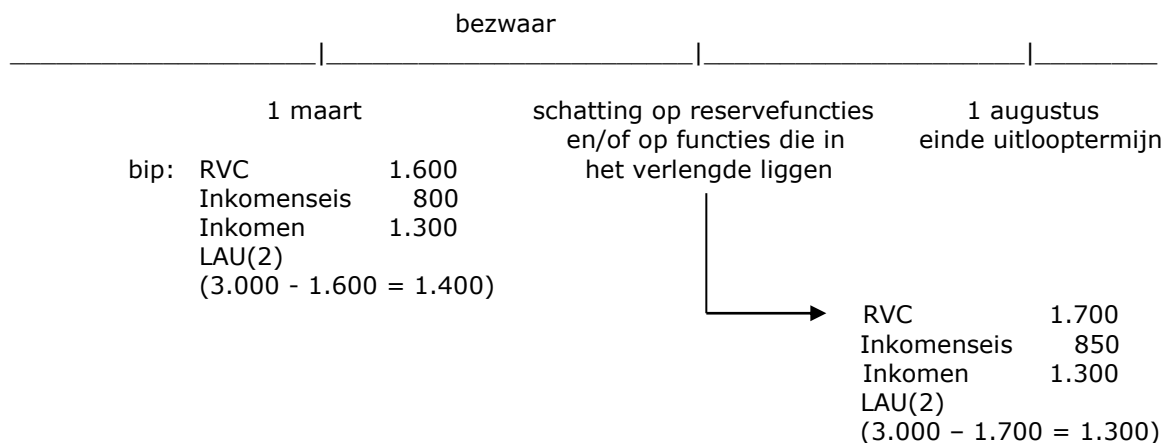 bezwaar
1 maart
bip: RVC 1.600
Inkomenseis 800
Inkomen 1.300
LAU(2)
(3.000 - 1.600 = 1.400)
schatting op reservefuncties
en/of op functies die in
het verlengde liggen
1 augustus
einde uitlooptermijn
RVC 1.700
Inkomenseis 850
Inkomen 1.300
LAU(2)
(3.000 – 1.700 = 1.300)